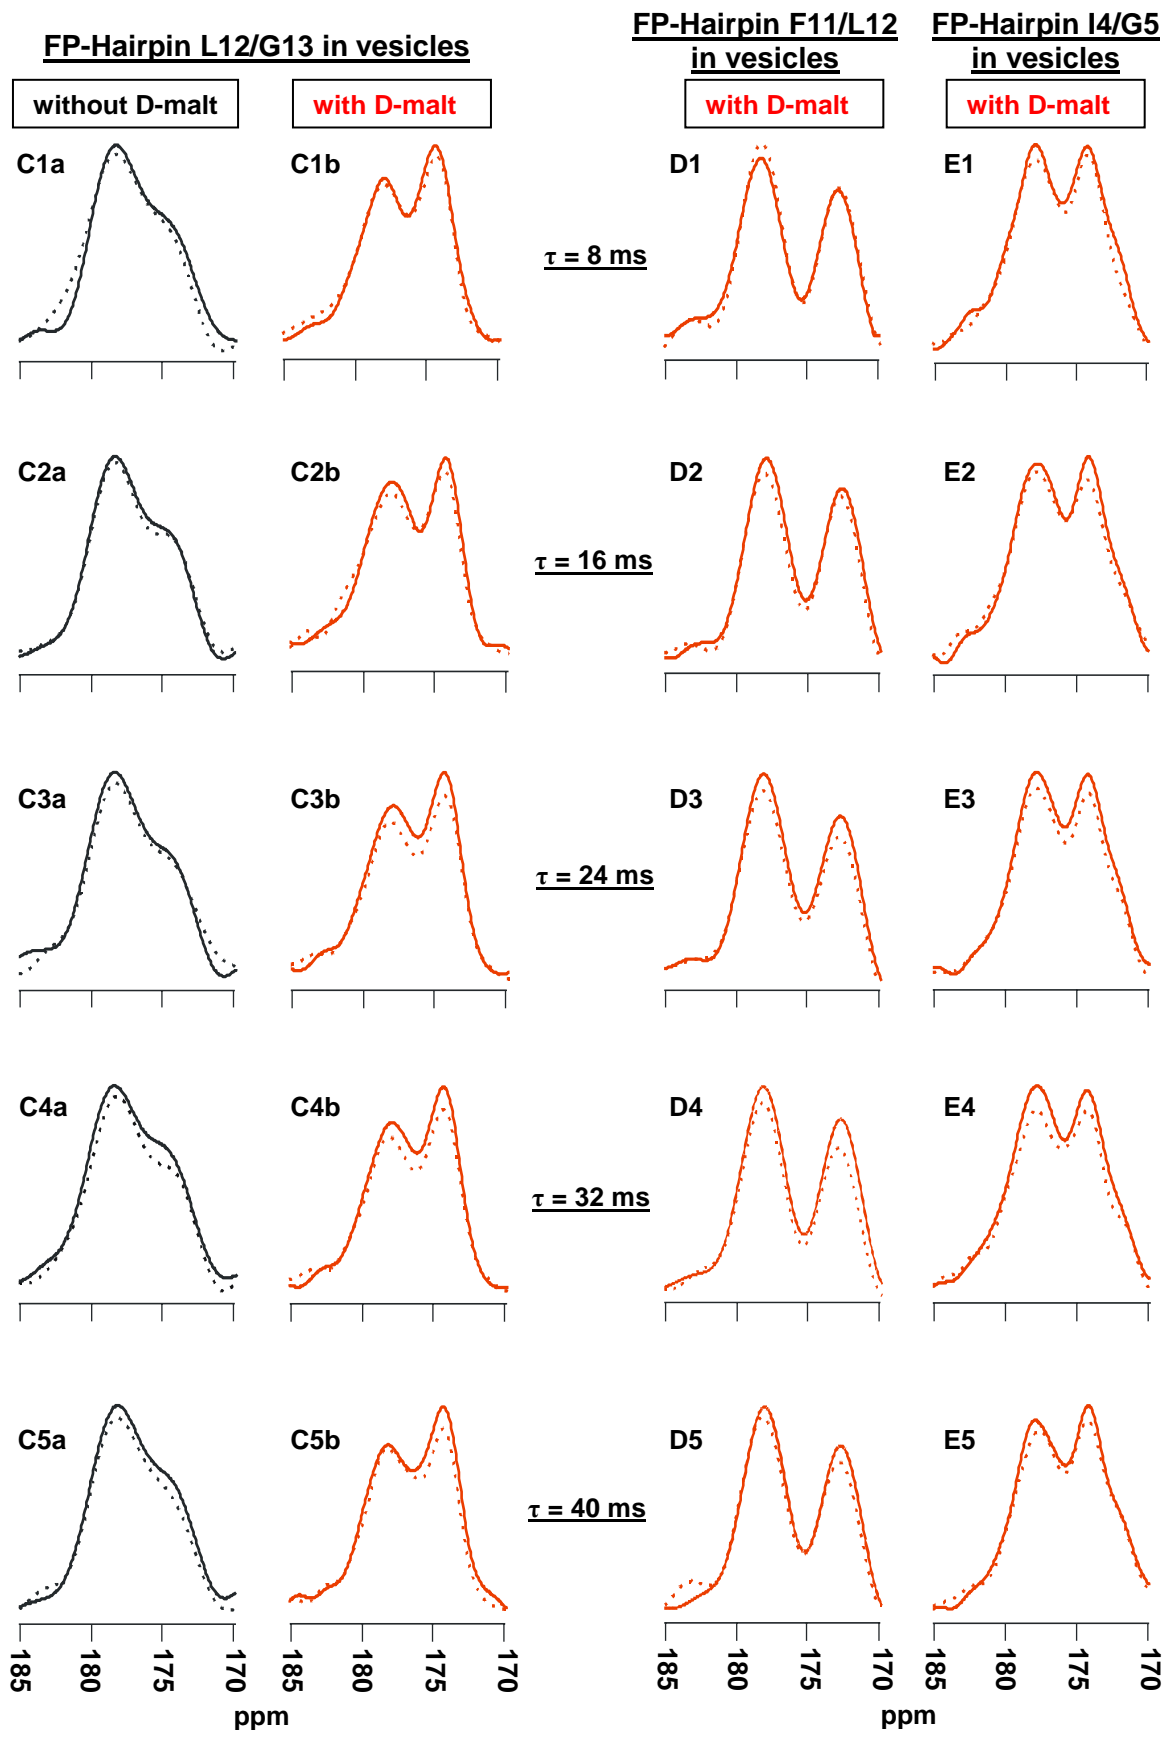 FP-Hairpin L12/G13 in vesicles
FP-Hairpin F11/L12
in vesicles
FP-Hairpin I4/G5
in vesicles
without D-malt
with D-malt
with D-malt
with D-malt
C1a
C1b
D1
E1
τ = 8 ms
C2a
C2b
D2
E2
τ = 16 ms
C3a
C3b
D3
E3
τ = 24 ms
C4a
C4b
D4
E4
τ = 32 ms
C5a
C5b
D5
E5
τ = 40 ms
185 180 175 170
185 180 175 170
185 180 175 170
185 180 175 170
ppm
ppm